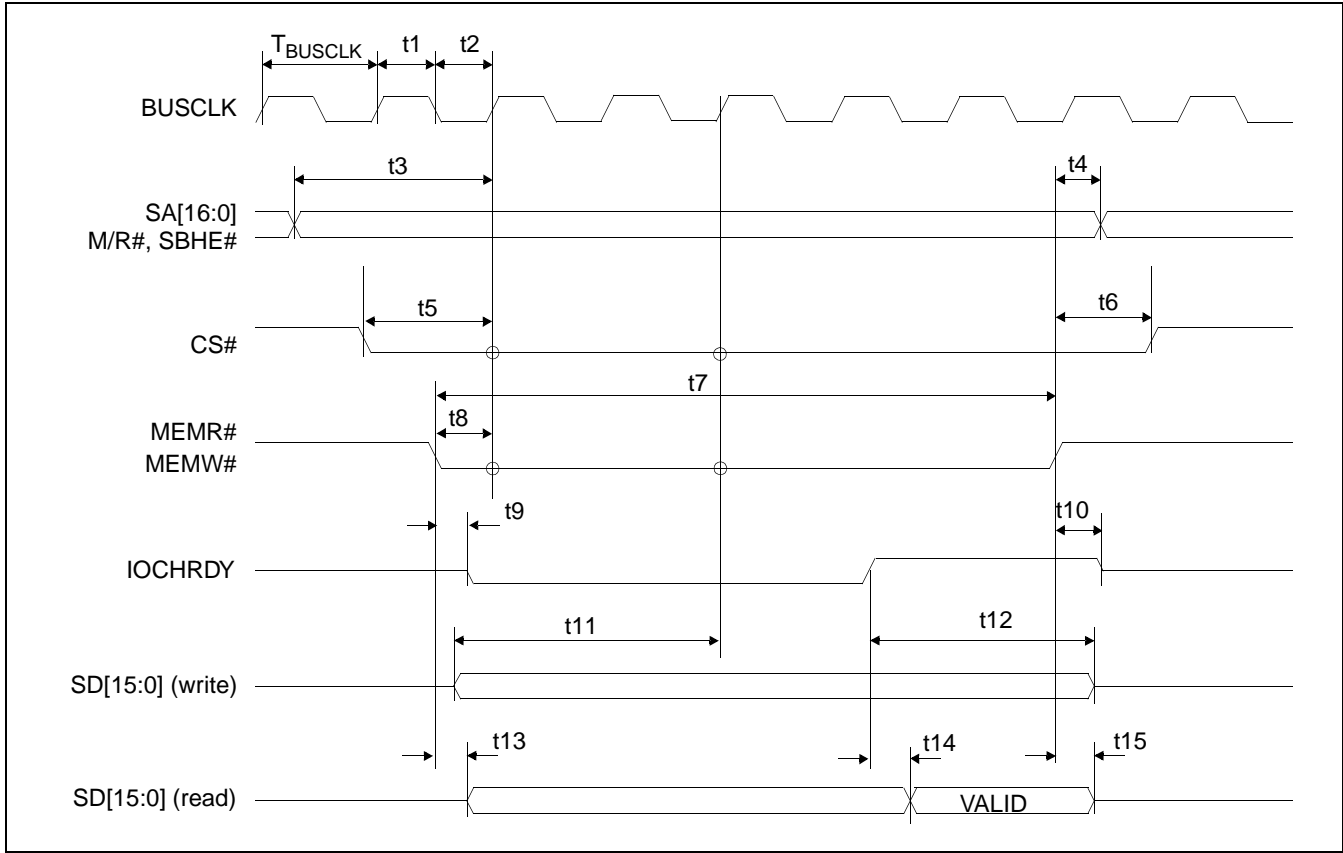 TBUSCLK t1 t2
BUSCLK
t3 t4
SA[16:0]
M/R#, SBHE#
t5 t6
CS#
t7
t8
MEMR#
MEMW#
t9 t10
IOCHRDY
t11 t12
SD[15:0] (write)
t13 t14 t15
SD[15:0] (read) VALID